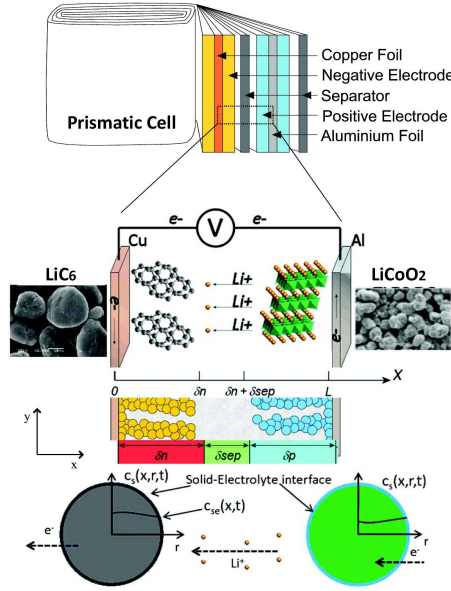 Copper Foil
Negative Electrode
Separator
Positive Electrode
Aluminium Foil
Prismatic Cell
e- V e-
Cu Al
LiC6 LiCoO2
Li+
Li+
Li+
e- e-
0 δn δn + δsep L X
y
x
δn δsep δp
cs(x,r,t) cs(x,r,t)
Solid-Electrolyte interface
cse(x,t)
e- r Li+ r e-